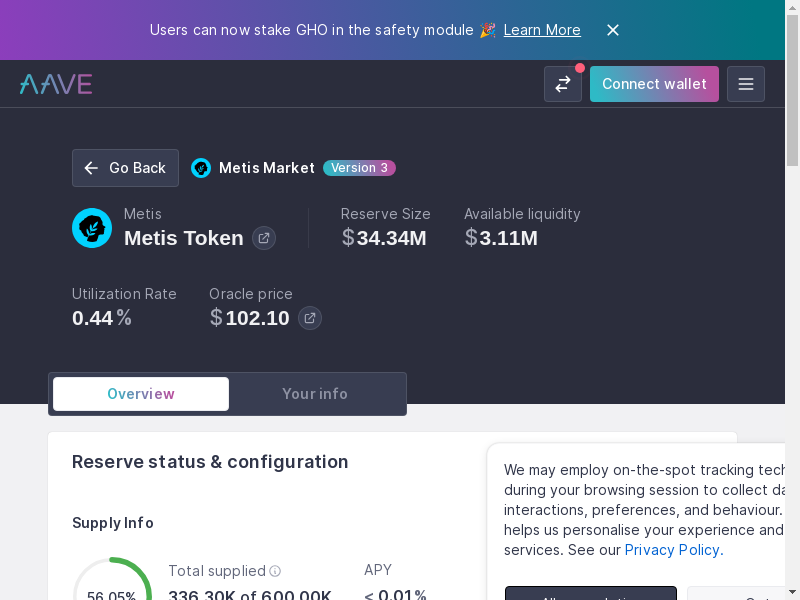 Users can now stake GHO in the safety module 🎉 Learn More
AAVE
Connect wallet
Go Back
Metis Market Version 3
Metis
Metis Token
Reserve Size
$34.34M
Available liquidity
$3.11M
Utilization Rate
0.44%
Oracle price
$102.10
Overview
Your info
Reserve status & configuration
Supply Info
56.05%
Total supplied
336.30K of 600.00K
APY
< 0.01%
We may employ on-the-spot tracking tech
during your browsing session to collect da
interactions, preferences, and behaviour.
helps us personalise your experience and
services. See our Privacy Policy.